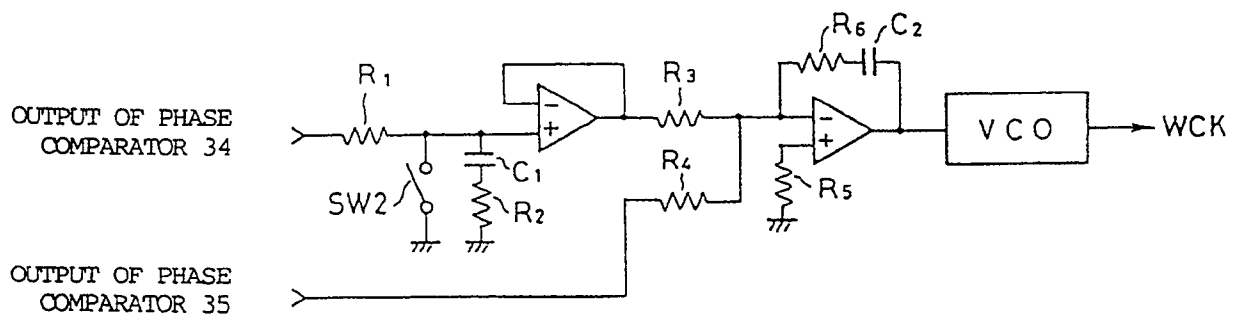 R6
C2
R1
R3
OUTPUT OF PHASE
COMPARATOR 34
−
+
−
+
VCO
WCK
SW2
C1
R2
R4
R5
OUTPUT OF PHASE
COMPARATOR 35